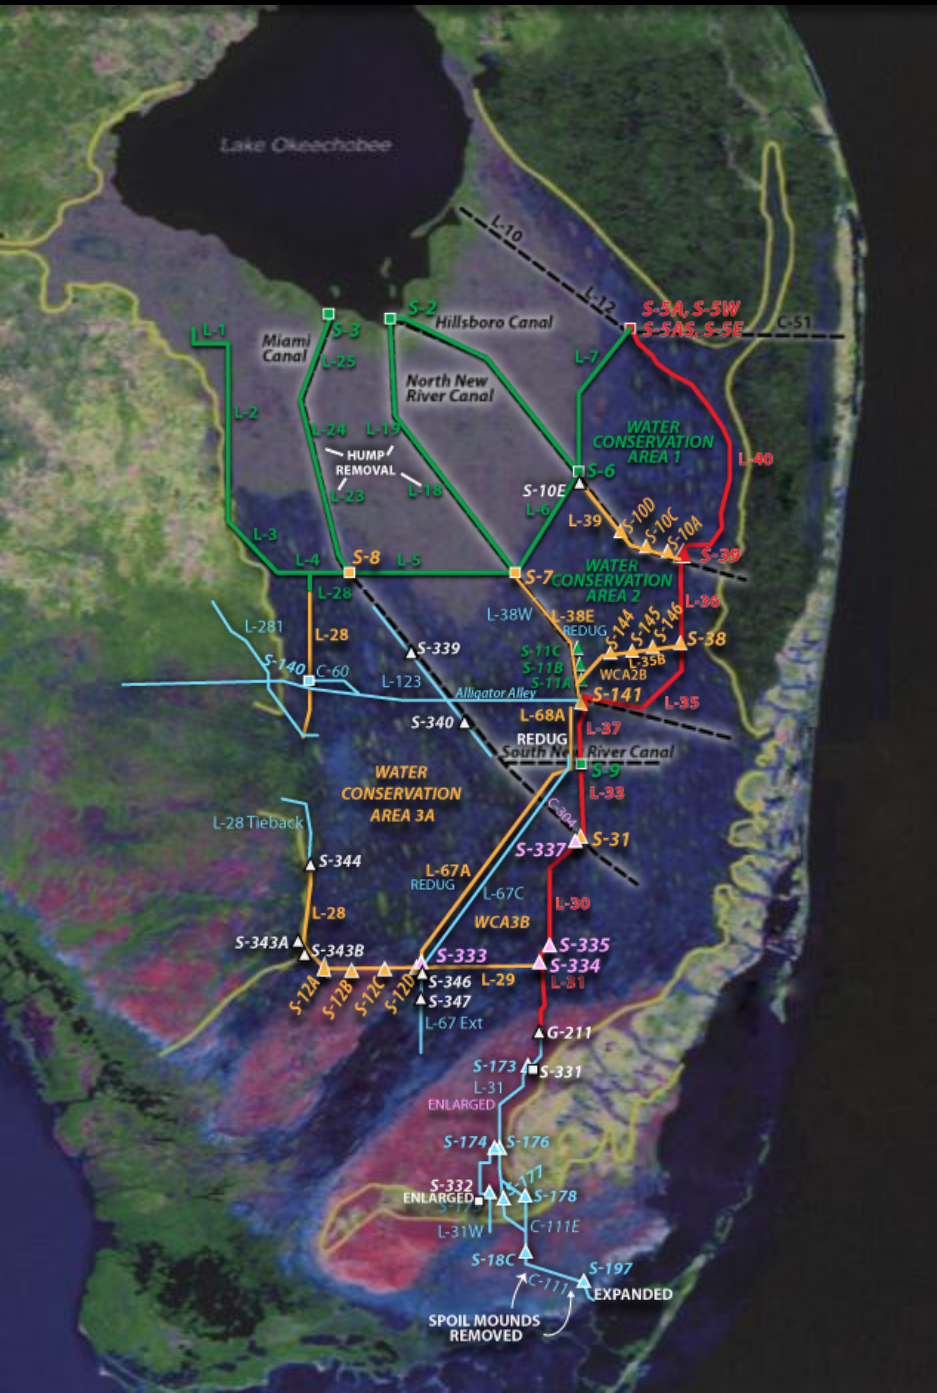 Lake Okeechobee
L-10
L-12
S-5A, S-5W
S-5AS, S-5E
C-51
S-2
S-3
Hillsboro Canal
L-1
Miami
Canal
L-25
L-7
North New
River Canal
L-2
L-24
L-19
WATER
CONSERVATION
AREA 1
L-40
HUMP
REMOVAL
S-6
S-10E
L-23
L-18
L-6
L-39
S-10D
S-10C
S-10A
L-3
S-39
L-4
S-8
L-5
S-7
WATER
CONSERVATION
AREA 2
L-28
L-36
L-38W
L-38E
REDUG
L-281
L-28
S-144
S-145
S-146
S-38
S-339
S-11C
S-11B
S-11A
L-35B
WCA2B
S-140
C-60
L-123
Alligator Alley
S-141
L-35
S-340
L-68A
L-37
REDUG
South New River Canal
S-9
WATER
CONSERVATION
AREA 3A
L-33
C-304
L-28 Tieback
S-31
S-337
S-344
L-67A
REDUG
L-67C
L-30
L-28
WCA3B
S-343A
S-343B
S-335
S-333
S-334
S-12A
S-12B
S-12C
S-12D
S-346
L-29
L-31
S-347
L-67 Ext
G-211
S-173
S-331
L-31
ENLARGED
S-174
S-176
S-177
S-332
ENLARGED
S-178
L-31W
C-111E
S-18C
S-197
C-111
EXPANDED
SPOIL MOUNDS
REMOVED